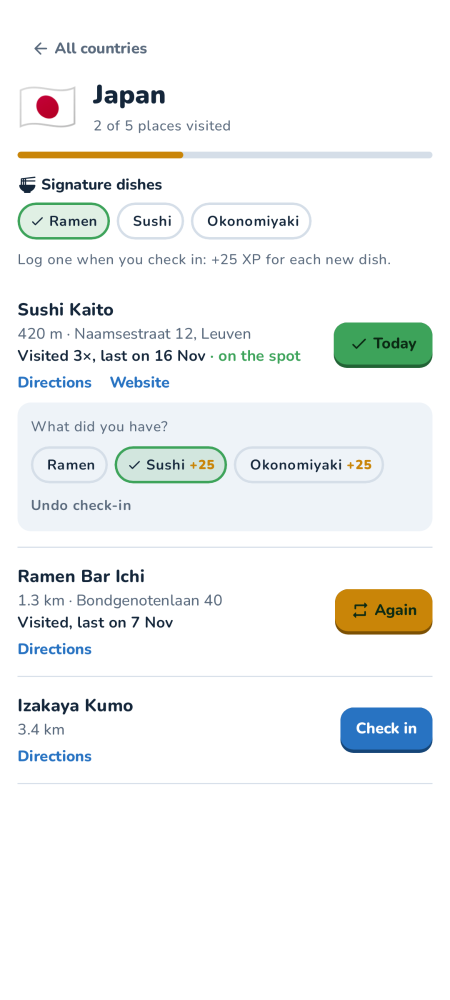 ← All countries
Japan
2 of 5 places visited
Signature dishes
✓ Ramen Sushi Okonomiyaki
Log one when you check in: +25 XP for each new dish.
Sushi Kaito
420 m · Naamsestraat 12, Leuven
Visited 3×, last on 16 Nov · on the spot
Directions Website
✓ Today
What did you have?
Ramen ✓ Sushi +25 Okonomiyaki +25
Undo check-in
Ramen Bar Ichi
1.3 km · Bondgenotenlaan 40
Visited, last on 7 Nov
Directions
Again
Izakaya Kumo
3.4 km
Directions
Check in